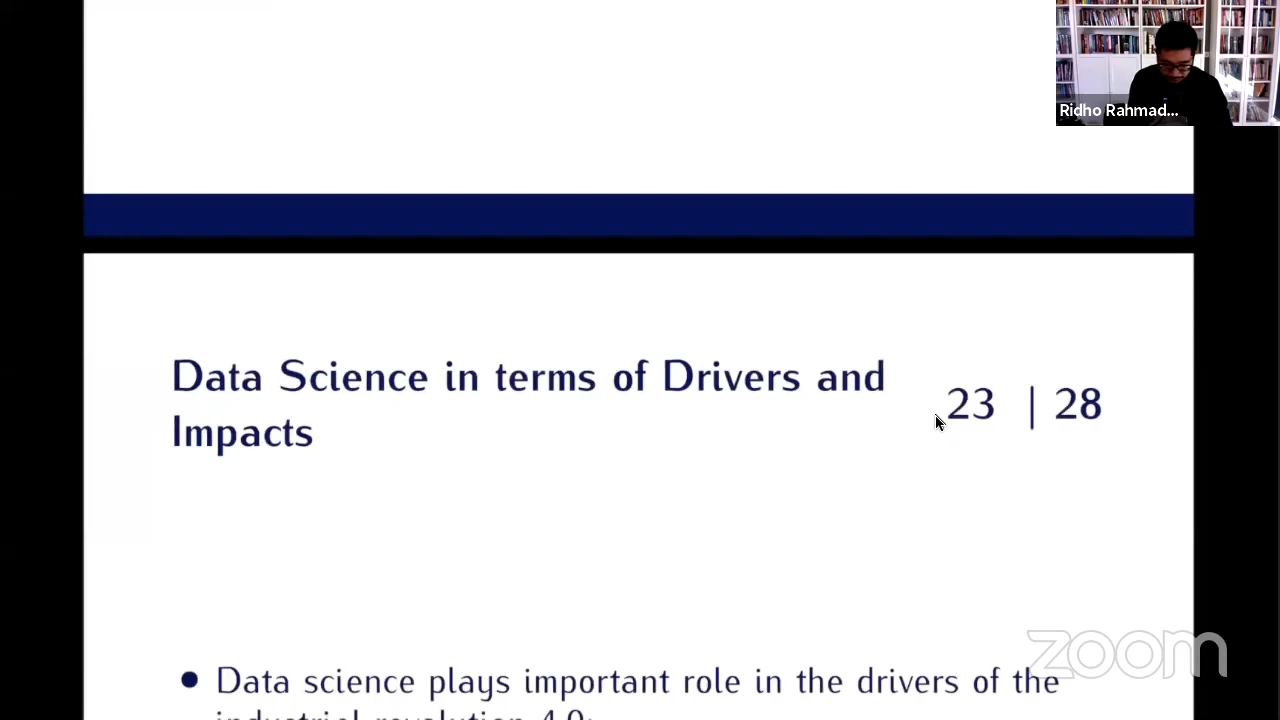 Ridho Rahmad...
Data Science in terms of Drivers and
Impacts
23 | 28
Data science plays important role in the drivers of the
industrial revolution 4.0:
zoom